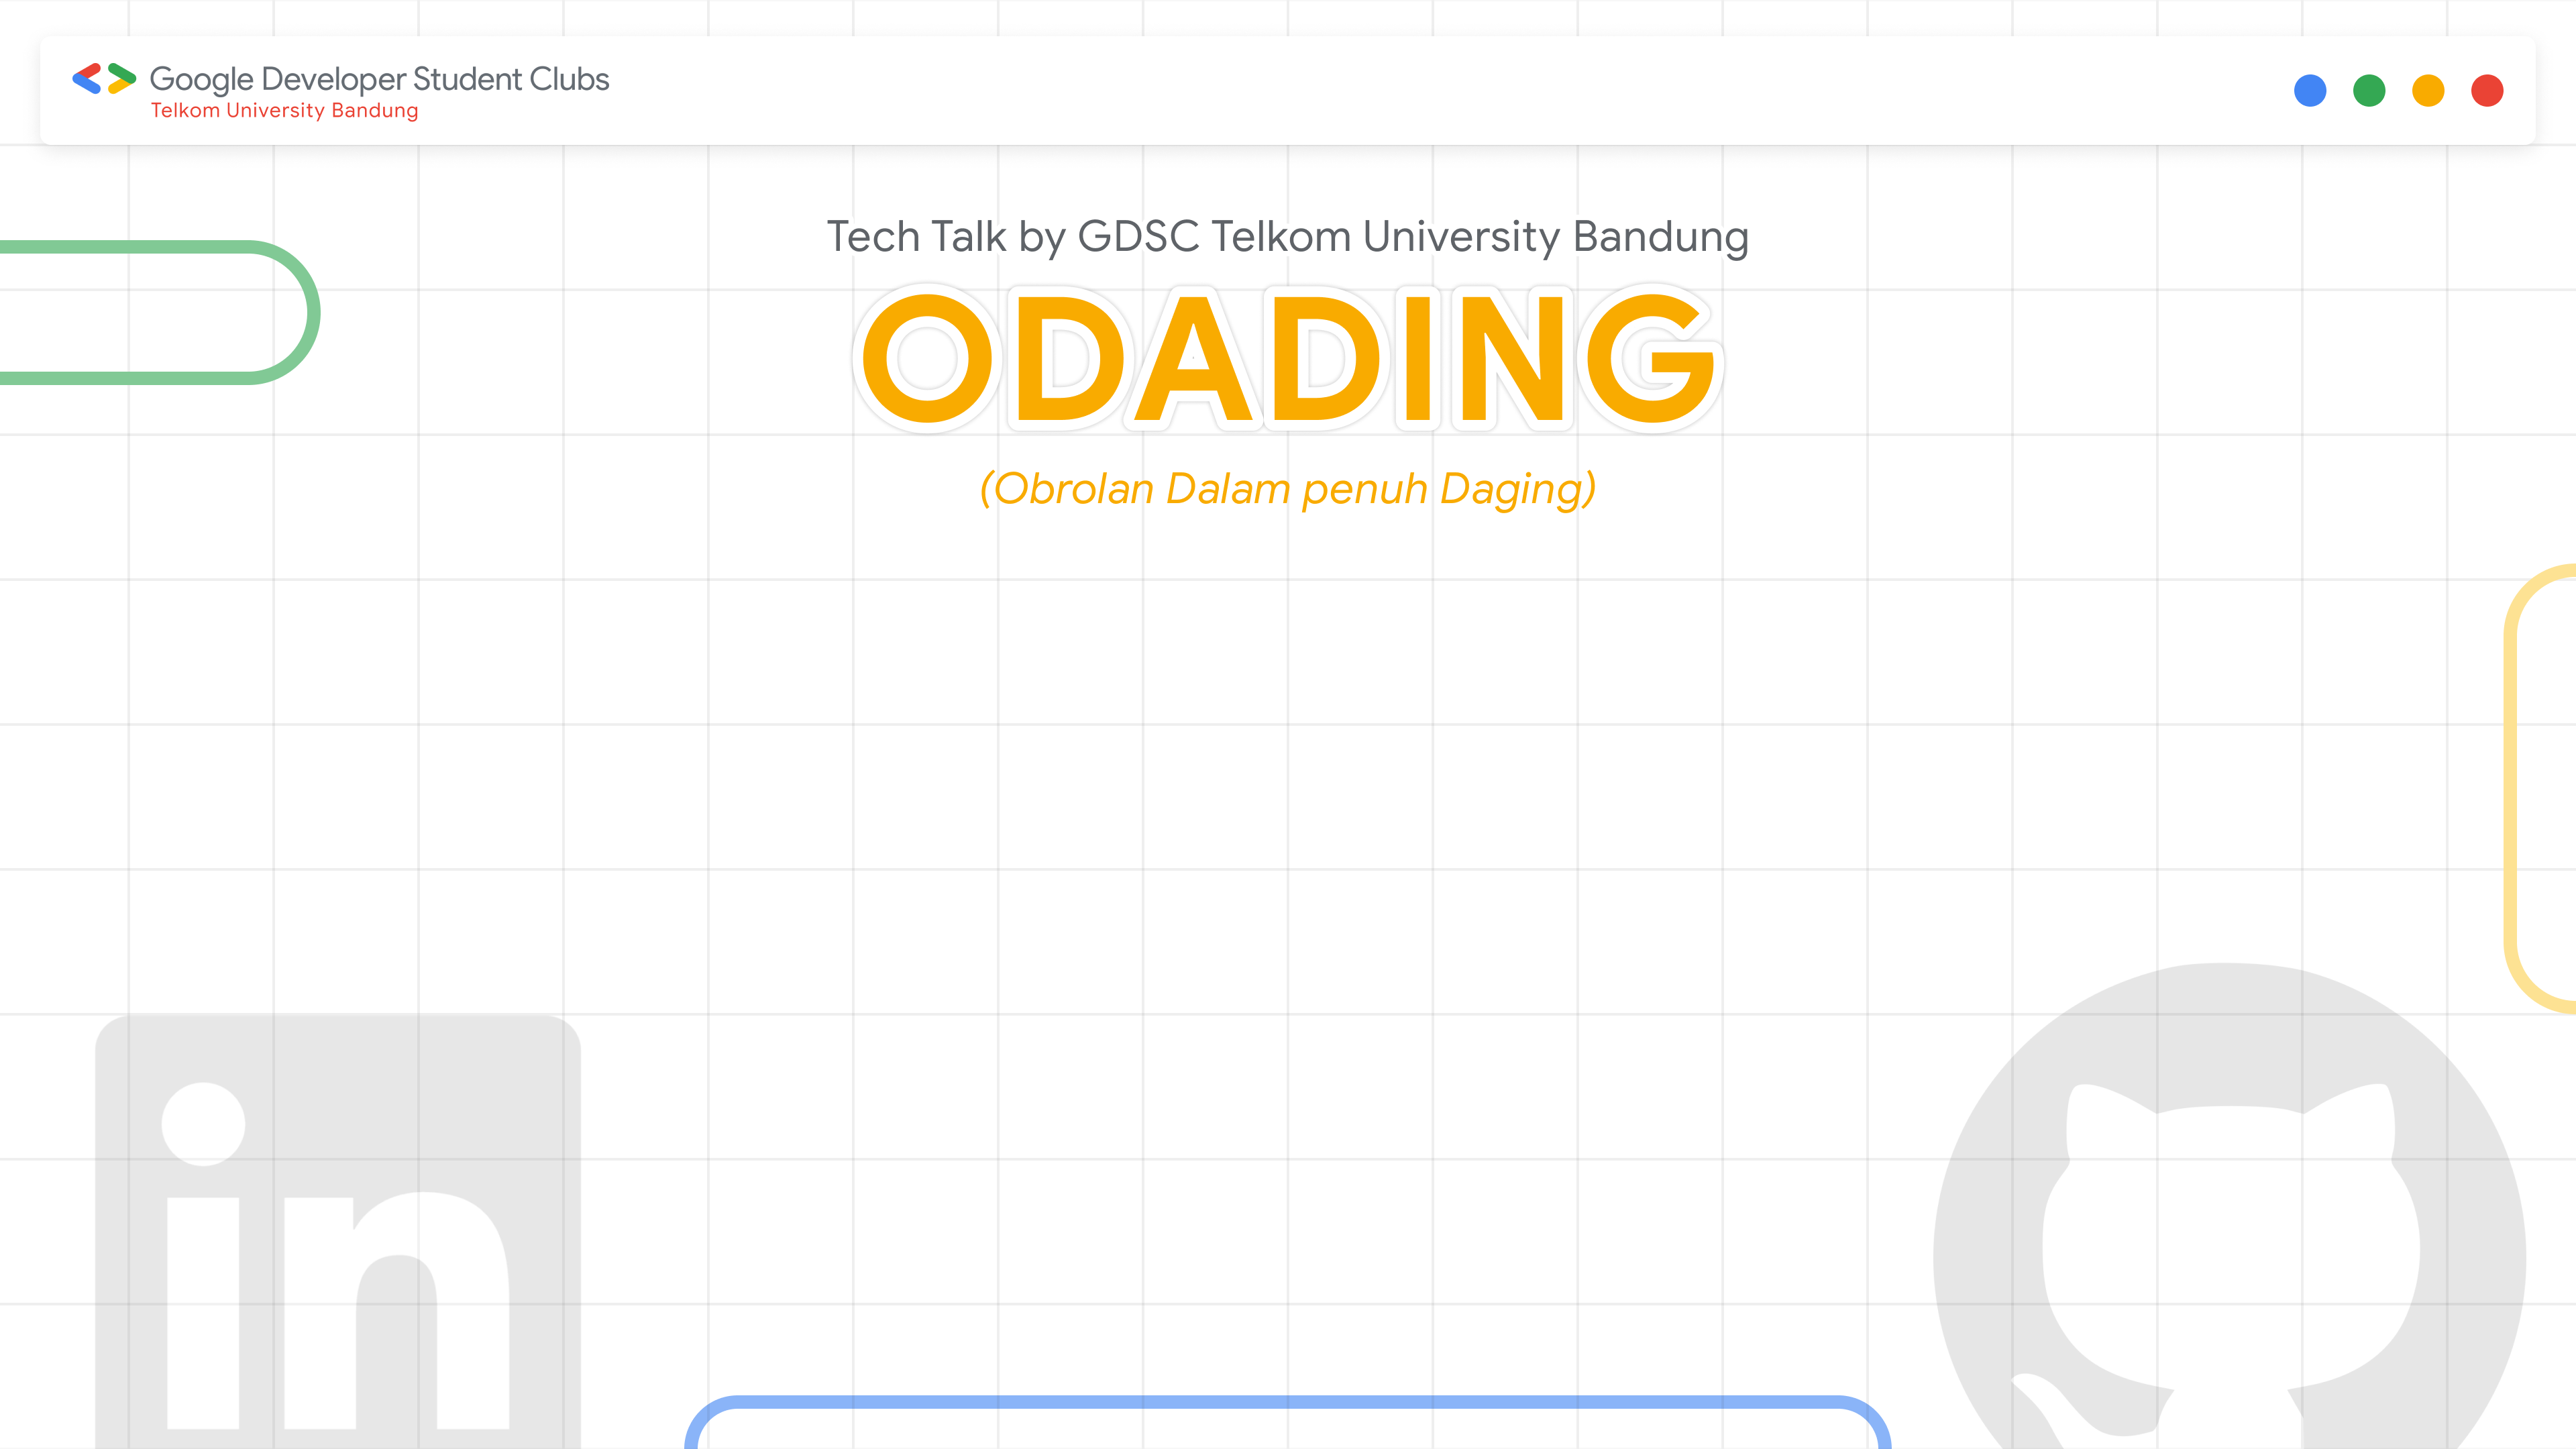 Google Developer Student Clubs
Telkom University Bandung
Tech Talk by GDSC Telkom University Bandung
ODADING
(Obrolan Dalam penuh Daging)
in